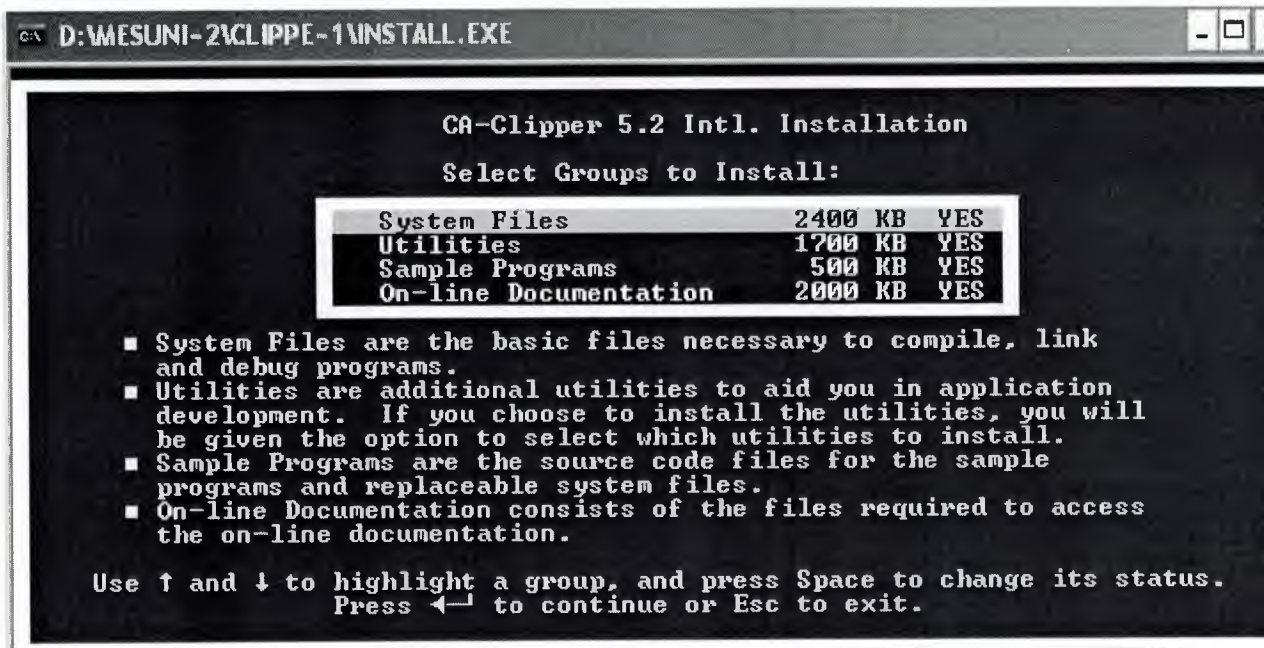 D:\MESUNI-2\CLIPPE-1\INSTALL.EXE
CA-Clipper 5.2 Intl. Installation
Select Groups to Install:
System Files 2400 KB YES
Utilities 1700 KB YES
Sample Programs 500 KB YES
On-line Documentation 2000 KB YES
■ System Files are the basic files necessary to compile, link
and debug programs.
■ Utilities are additional utilities to aid you in application
development. If you choose to install the utilities, you will
be given the option to select which utilities to install.
■ Sample Programs are the source code files for the sample
programs and replaceable system files.
■ On-line Documentation consists of the files required to access
the on-line documentation.
Use ↑ and ↓ to highlight a group, and press Space to change its status.
Press ◄─┘ to continue or Esc to exit.